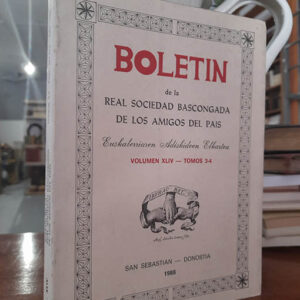 BOLETIN
de la
REAL SOCIEDAD BASCONGADA
DE LOS AMIGOS DEL PAIS
Euskalerriaren Adiskideen Elkartea
VOLUMEN XLIV — TOMOS 3-4
SAN SEBASTIAN — DONOSTIA
1988